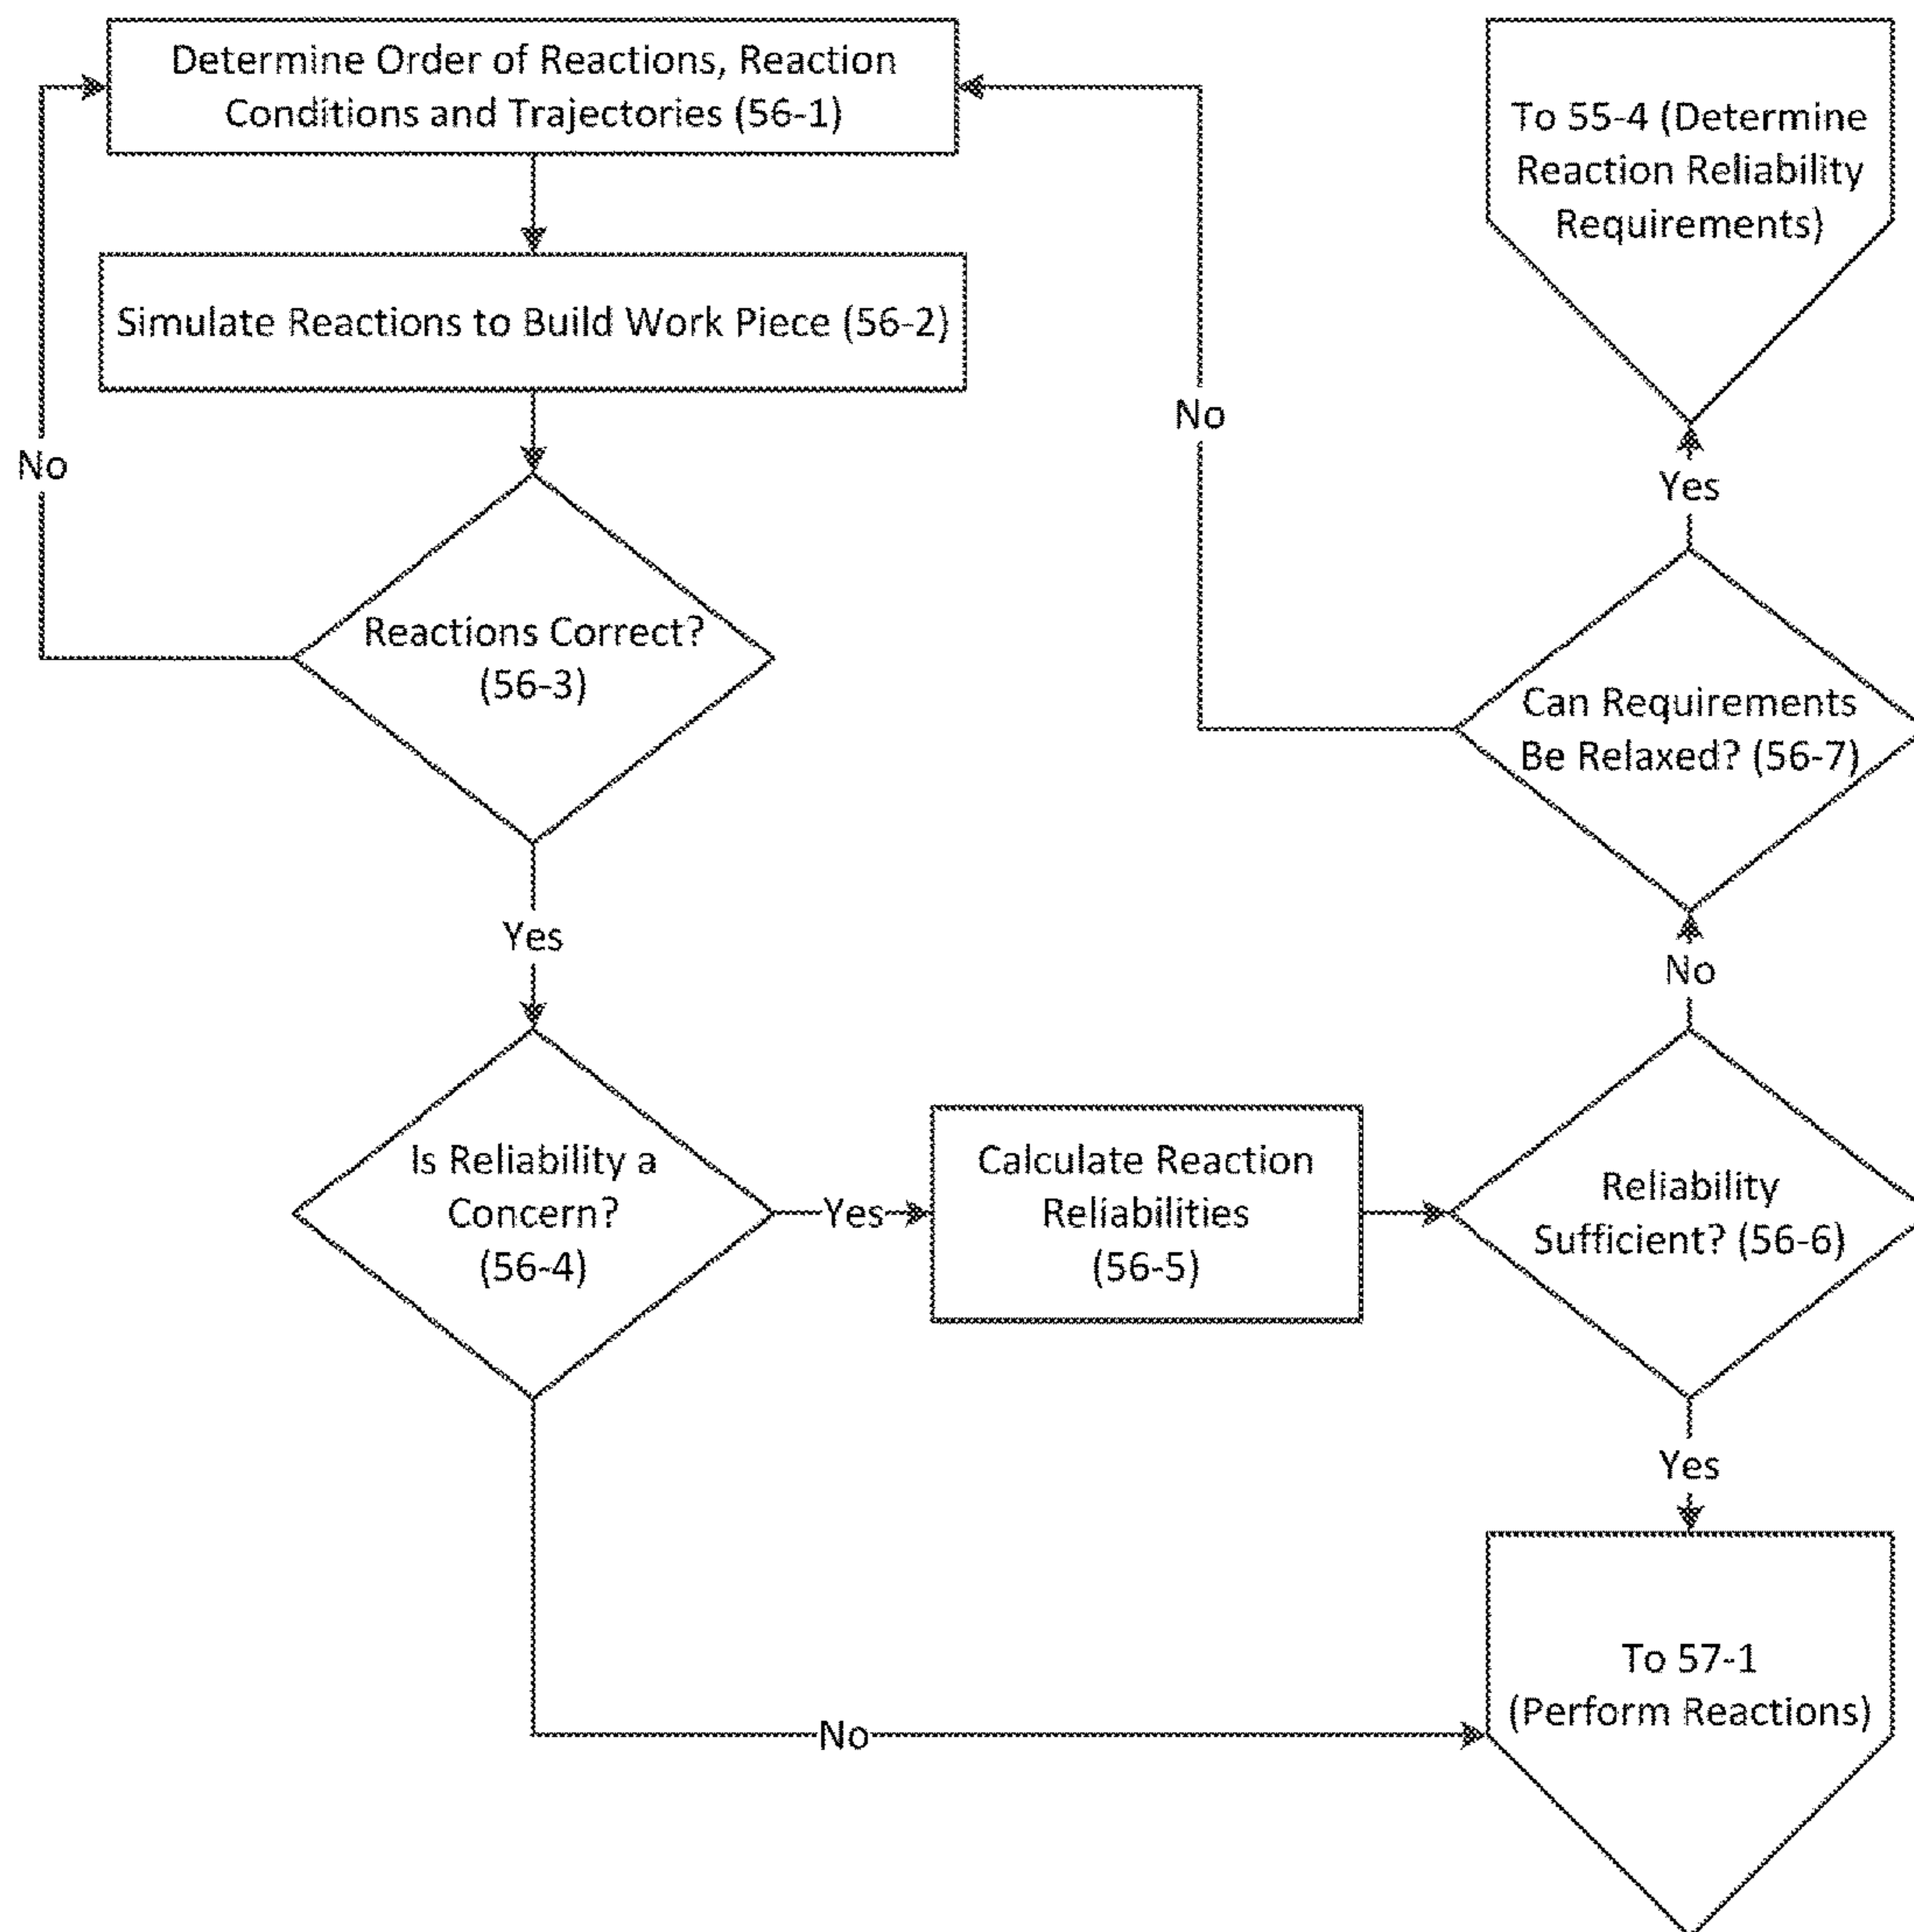 Determine Order of Reactions, Reaction
Conditions and Trajectories (56-1)
Simulate Reactions to Build Work Piece (56-2)
No
Reactions Correct?
(56-3)
Yes
Is Reliability a
Concern?
(56-4)
Yes
Calculate Reaction
Reliabilities
(56-5)
No
Reliability
Sufficient? (56-6)
No
Yes
Can Requirements
Be Relaxed? (56-7)
No
Yes
To 55-4 (Determine
Reaction Reliability
Requirements)
To 57-1
(Perform Reactions)